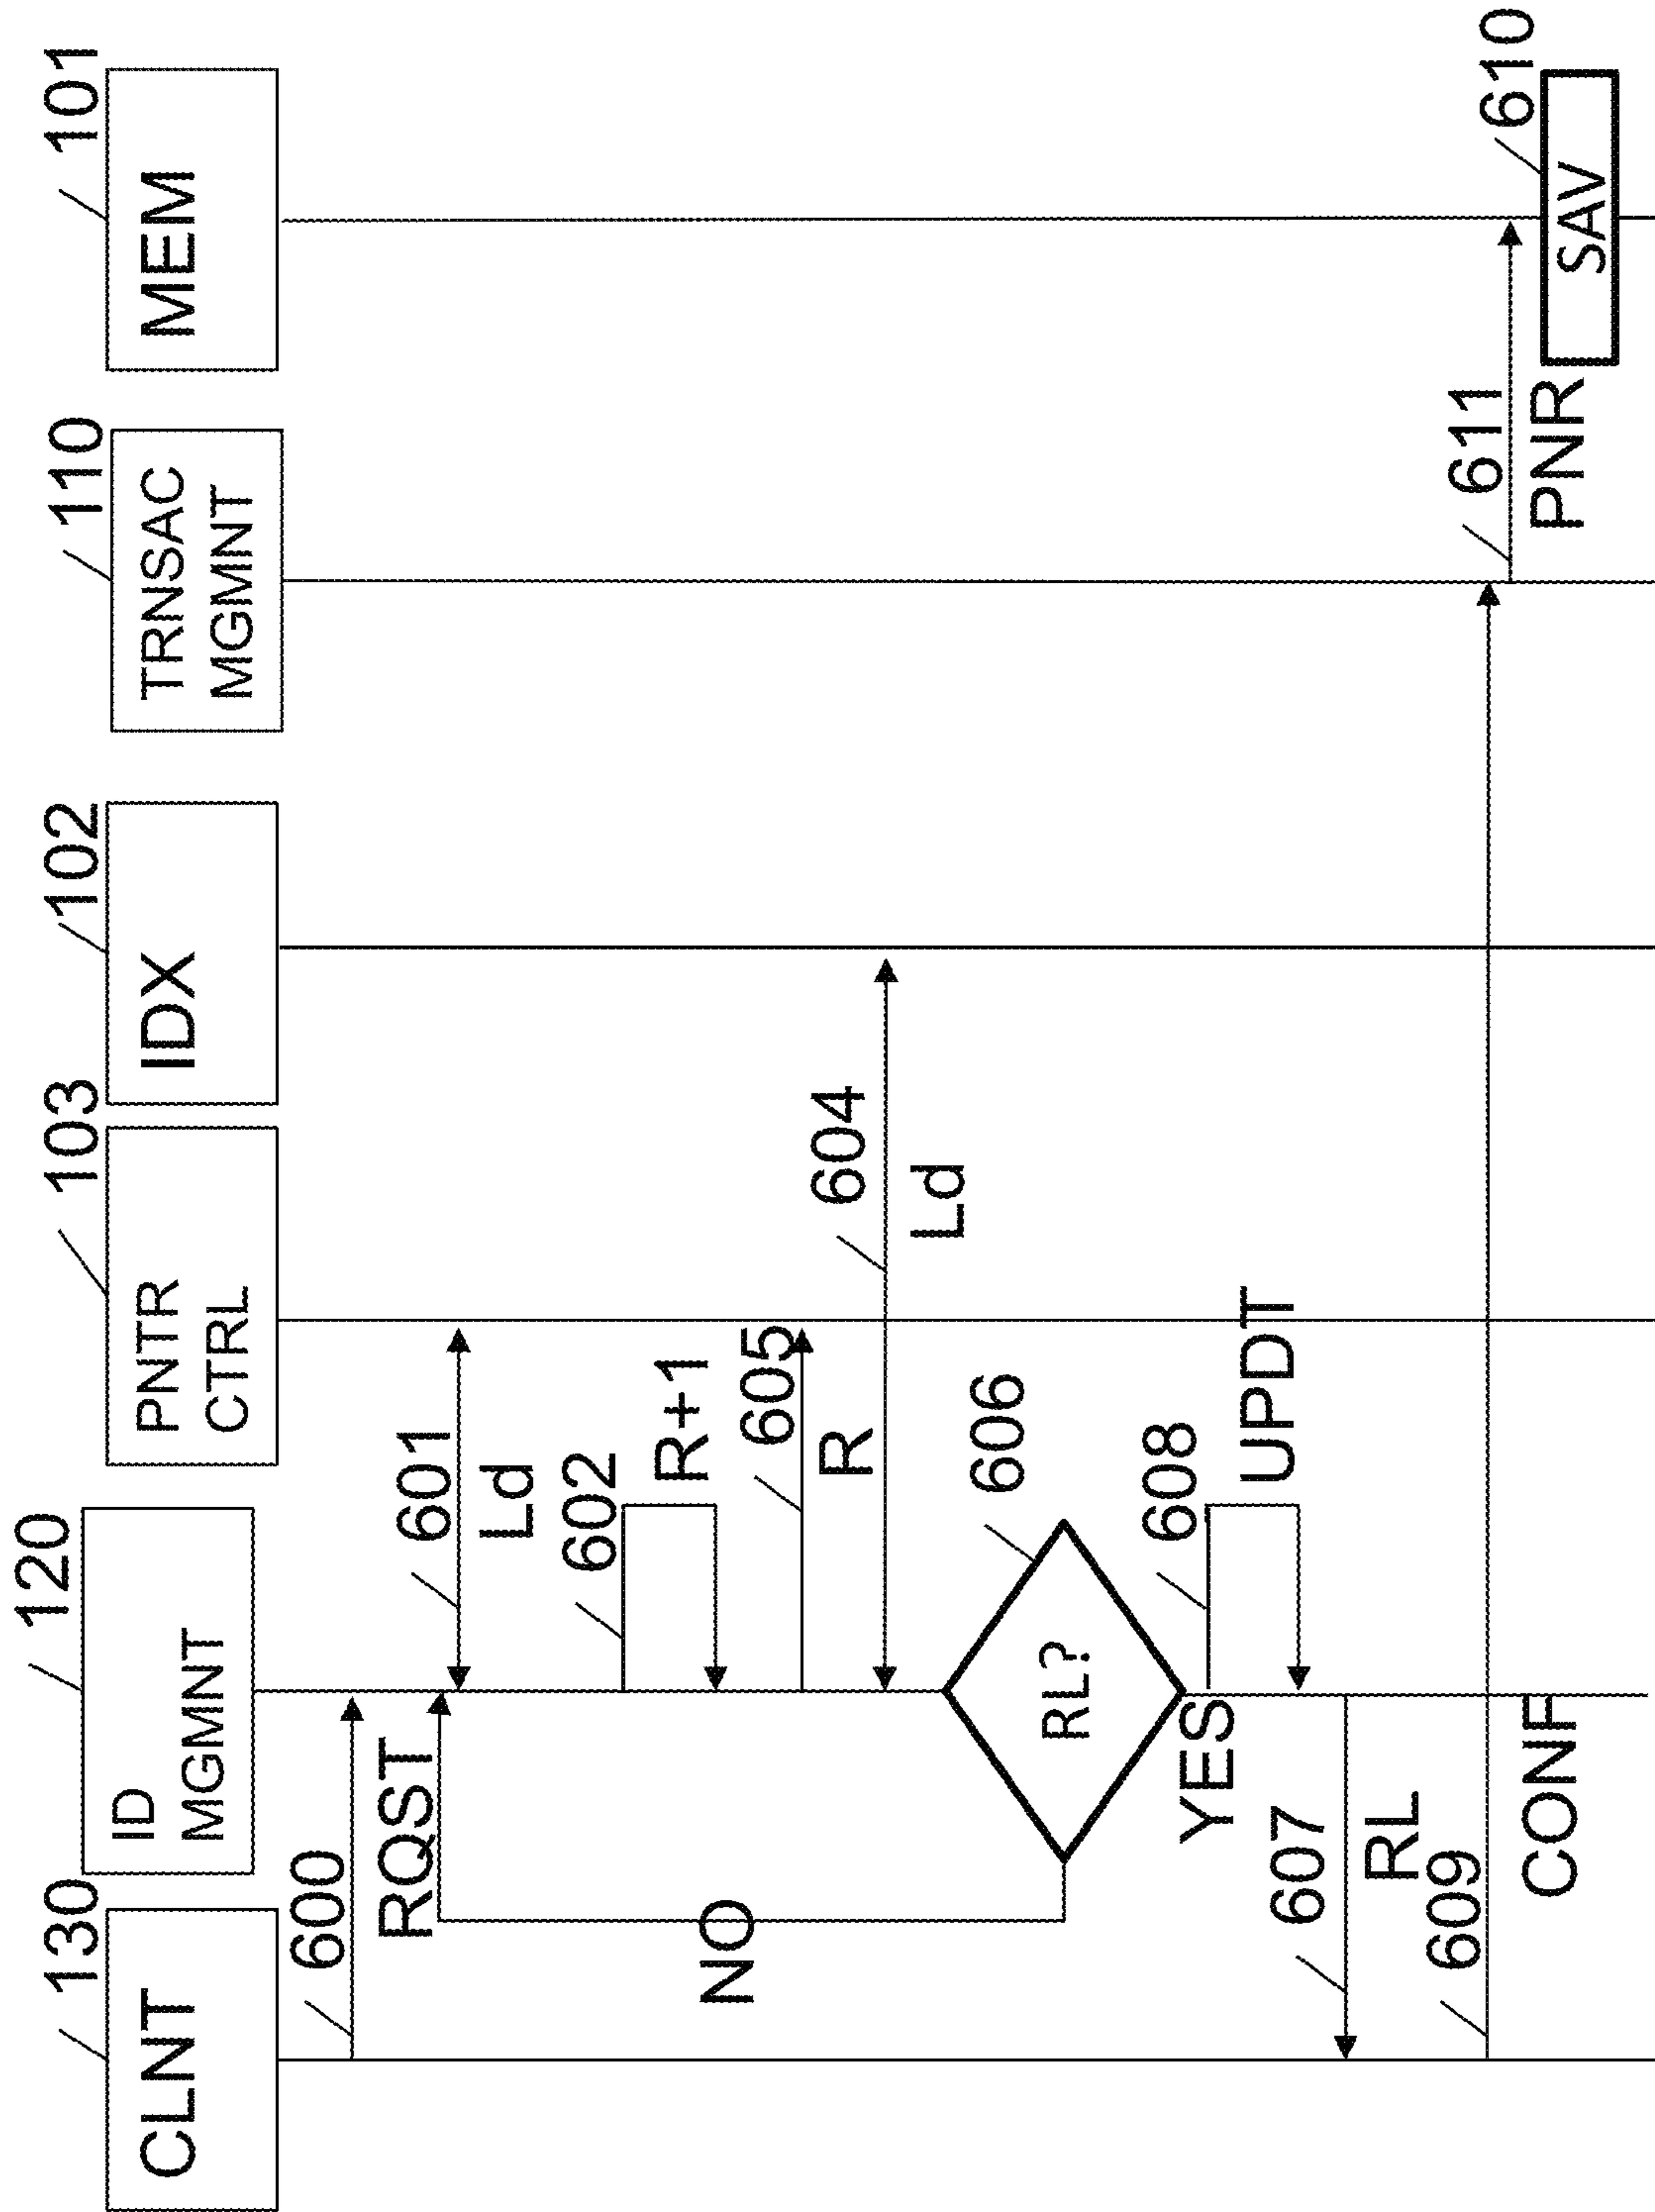 130
CLNT
120
ID
MGMNT
103
PNTR
CTRL
102
IDX
110
TRNSAC
MGMNT
101
MEM
600
RQST
601
Ld
602
R+1
605
R
604
Ld
NO
606
RL?
YES
608
UPDT
607
RL
609
CONF
611
PNR
610
SAV